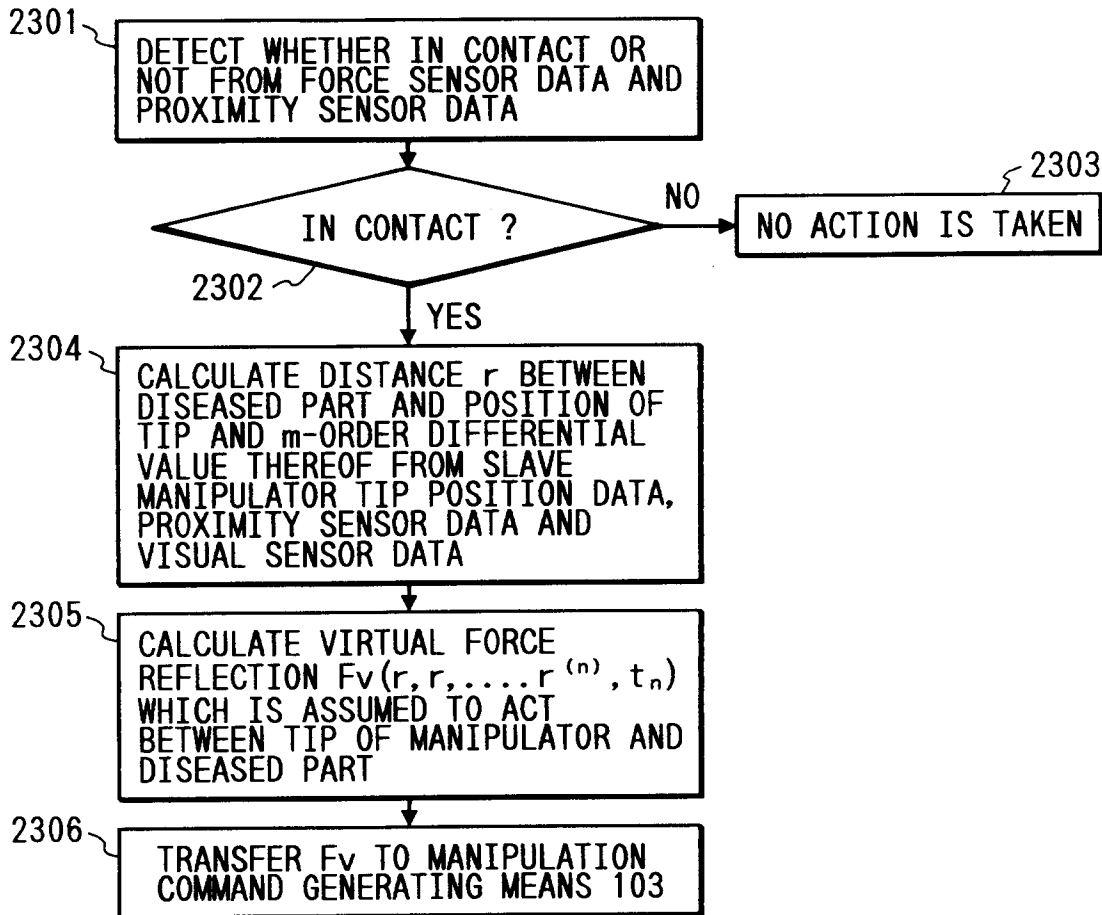 2301
DETECT WHETHER IN CONTACT OR
NOT FROM FORCE SENSOR DATA AND
PROXIMITY SENSOR DATA
IN CONTACT ?
2302
NO
2303
NO ACTION IS TAKEN
YES
2304
CALCULATE DISTANCE r BETWEEN
DISEASED PART AND POSITION OF
TIP AND m-ORDER DIFFERENTIAL
VALUE THEREOF FROM SLAVE
MANIPULATOR TIP POSITION DATA,
PROXIMITY SENSOR DATA AND
VISUAL SENSOR DATA
2305
CALCULATE VIRTUAL FORCE
REFLECTION Fv(r,r,....r⁽ⁿ⁾,tₙ)
WHICH IS ASSUMED TO ACT
BETWEEN TIP OF MANIPULATOR AND
DISEASED PART
2306
TRANSFER Fv TO MANIPULATION
COMMAND GENERATING MEANS 103